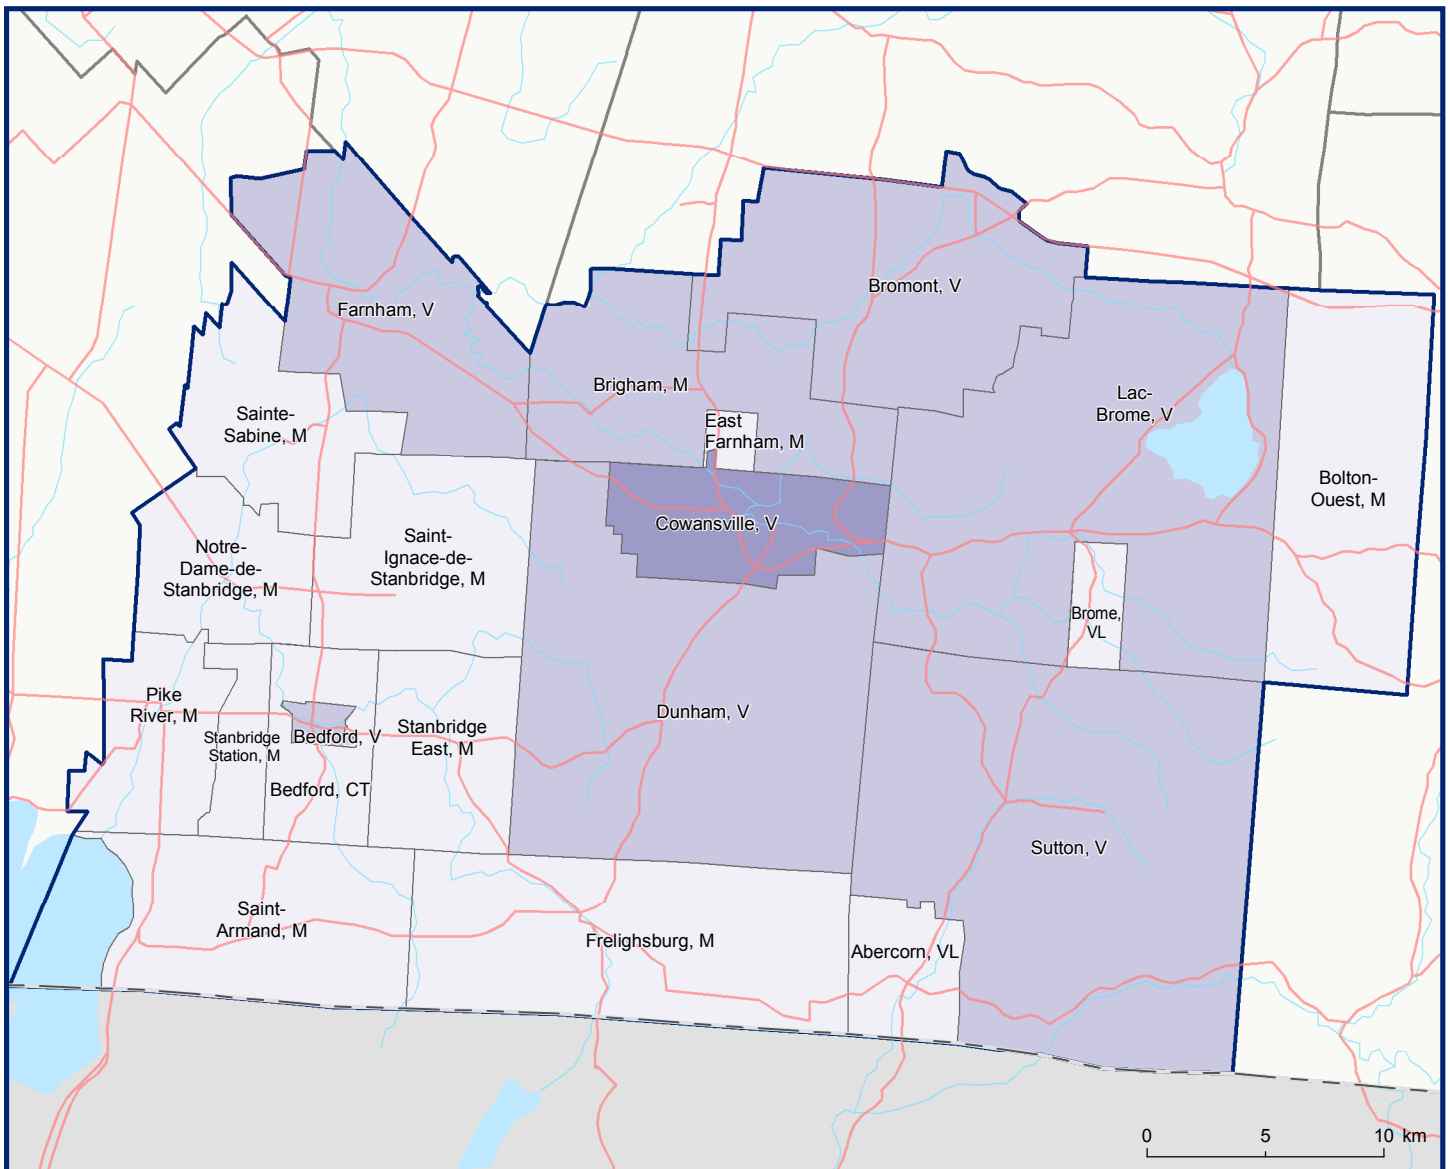 Bromont, V
Farnham, V
Brigham, M
Lac-
Brome, V
Sainte-
Sabine, M
East
Farnham, M
Bolton-
Ouest, M
Cowansville, V
Saint-
Ignace-de-
Stanbridge, M
Notre-
Dame-de-
Stanbridge, M
Brome,
VL
Pike
River, M
Dunham, V
Stanbridge
Station, M
Bedford, V
Stanbridge
East, M
Bedford, CT
Sutton, V
Saint-
Armand, M
Frelighsburg, M
Abercorn, VL
0 5 10 km